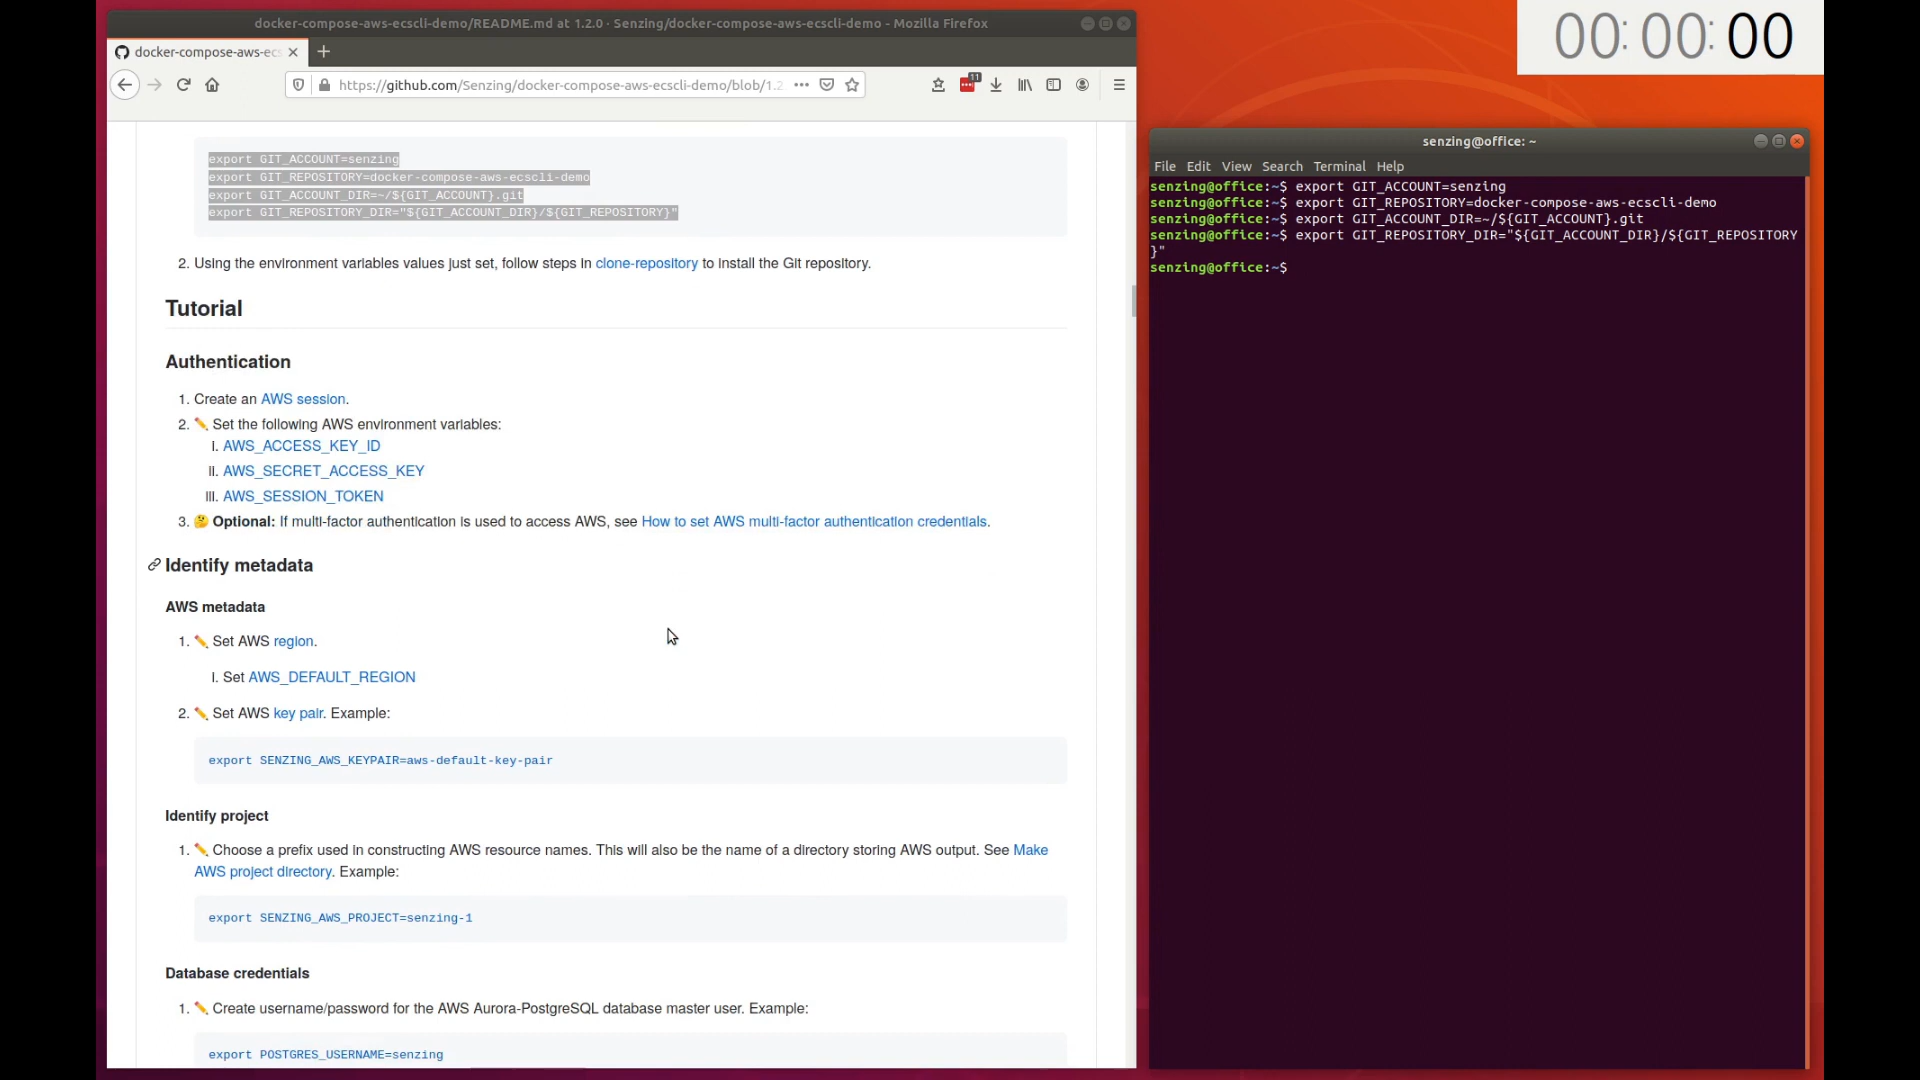 docker-compose-aws-ecscli-demo/README.md at 1.2.0 · Senzing/docker-compose-aws-ecscli-demo - Mozilla Firefox
docker-compose-aws-ecs
https://github.com/Senzing/docker-compose-aws-ecscli-demo/blob/1.2
11
export GIT_ACCOUNT=senzing
export GIT_REPOSITORY=docker-compose-aws-ecscli-demo
export GIT_ACCOUNT_DIR=~/${GIT_ACCOUNT}.git
export GIT_REPOSITORY_DIR="${GIT_ACCOUNT_DIR}/${GIT_REPOSITORY}"
2. Using the environment variables values just set, follow steps in clone-repository to install the Git repository.
Tutorial
Authentication
1. Create an AWS session.
2. ✏️ Set the following AWS environment variables:
I. AWS_ACCESS_KEY_ID
II. AWS_SECRET_ACCESS_KEY
III. AWS_SESSION_TOKEN
3. 🤔 Optional: If multi-factor authentication is used to access AWS, see How to set AWS multi-factor authentication credentials.
Identify metadata
AWS metadata
1. ✏️ Set AWS region.
I. Set AWS_DEFAULT_REGION
2. ✏️ Set AWS key pair. Example:
export SENZING_AWS_KEYPAIR=aws-default-key-pair
Identify project
1. ✏️ Choose a prefix used in constructing AWS resource names. This will also be the name of a directory storing AWS output. See Make
AWS project directory. Example:
export SENZING_AWS_PROJECT=senzing-1
Database credentials
1. ✏️ Create username/password for the AWS Aurora-PostgreSQL database master user. Example:
export POSTGRES_USERNAME=senzing
00:00:00
senzing@office: ~
File Edit View Search Terminal Help
senzing@office:~$ export GIT_ACCOUNT=senzing
senzing@office:~$ export GIT_REPOSITORY=docker-compose-aws-ecscli-demo
senzing@office:~$ export GIT_ACCOUNT_DIR=~/${GIT_ACCOUNT}.git
senzing@office:~$ export GIT_REPOSITORY_DIR="${GIT_ACCOUNT_DIR}/${GIT_REPOSITORY
}"
senzing@office:~$